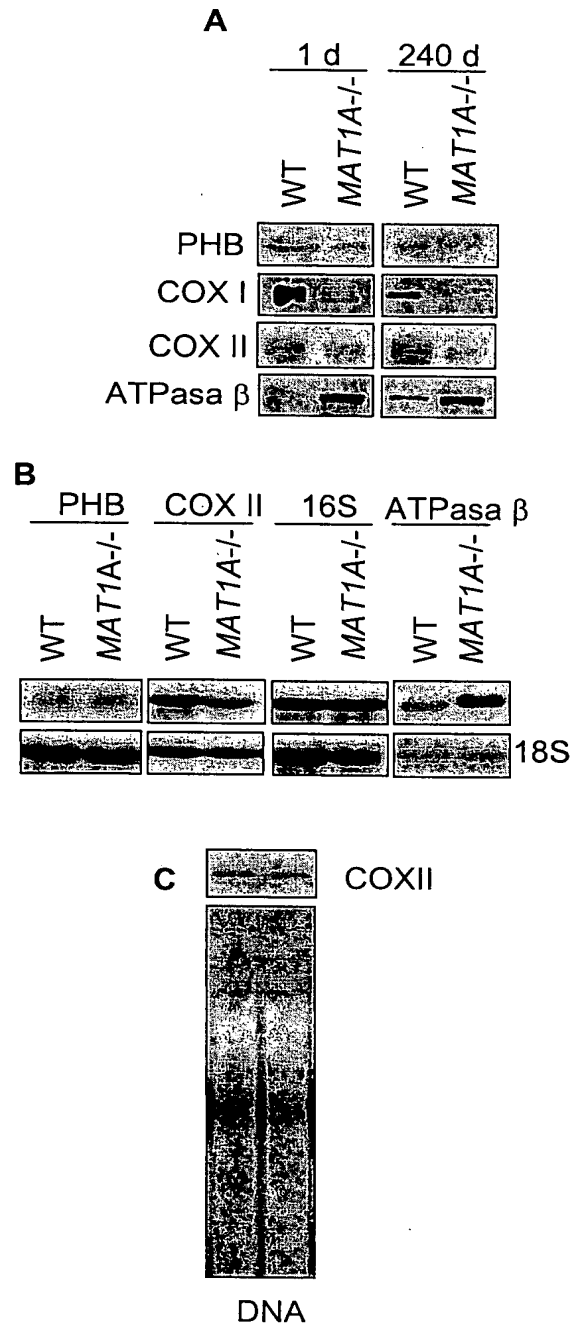 A
1 d 240 d
WT MAT1A-/- WT MAT1A-/-
PHB
COX I
COX II
ATPasa β
B
PHB COX II 16S ATPasa β
WT MAT1A-/- WT MAT1A-/- WT MAT1A-/- WT MAT1A-/-
18S
C COXII
DNA